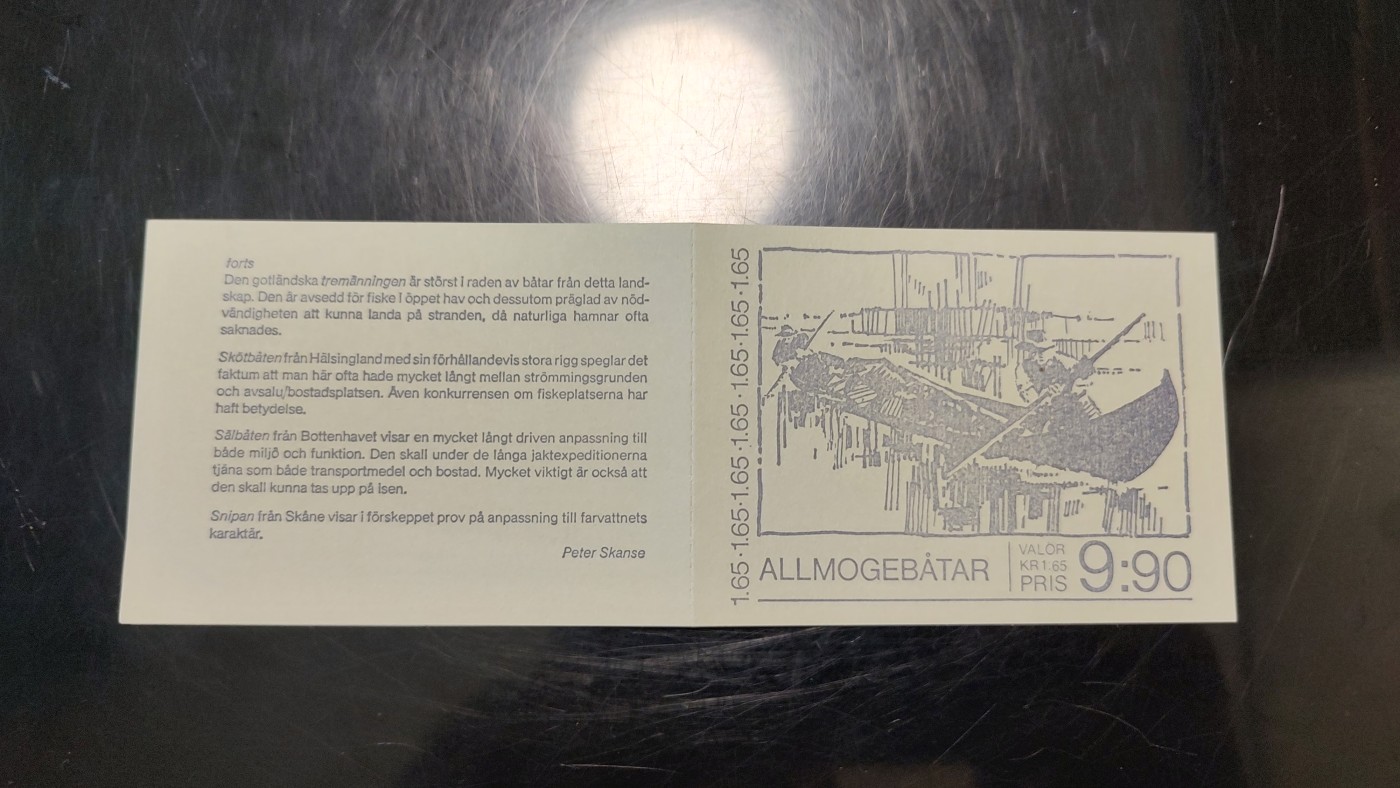 forts
Den gotländska tremänningen är störst i raden av båtar från detta land-
skap. Den är avsedd för fiske i öppet hav och dessutom präglad av nöd-
vändigheten att kunna landa på stranden, då naturliga hamnar ofta
saknades.
Skötbåten från Hälsingland med sin förhållandevis stora rigg speglar det
faktum att man här ofta hade mycket långt mellan strömmingsgrunden
och avsalu/bostadsplatsen. Även konkurrensen om fiskeplatserna har
haft betydelse.
Sälbåten från Bottenhavet visar en mycket långt driven anpassning till
både miljö och funktion. Den skall under de långa jaktexpeditionerna
tjäna som både transportmedel och bostad. Mycket viktigt är också att
den skall kunna tas upp på isen.
Snipan från Skåne visar i förskeppet prov på anpassning till farvattnets
karaktär.
Peter Skanse
1.65·1.65·1.65·1.65·1.65·1.65
ALLMOGEBÅTAR
VALÖR
KR 1.65
PRIS
9:90